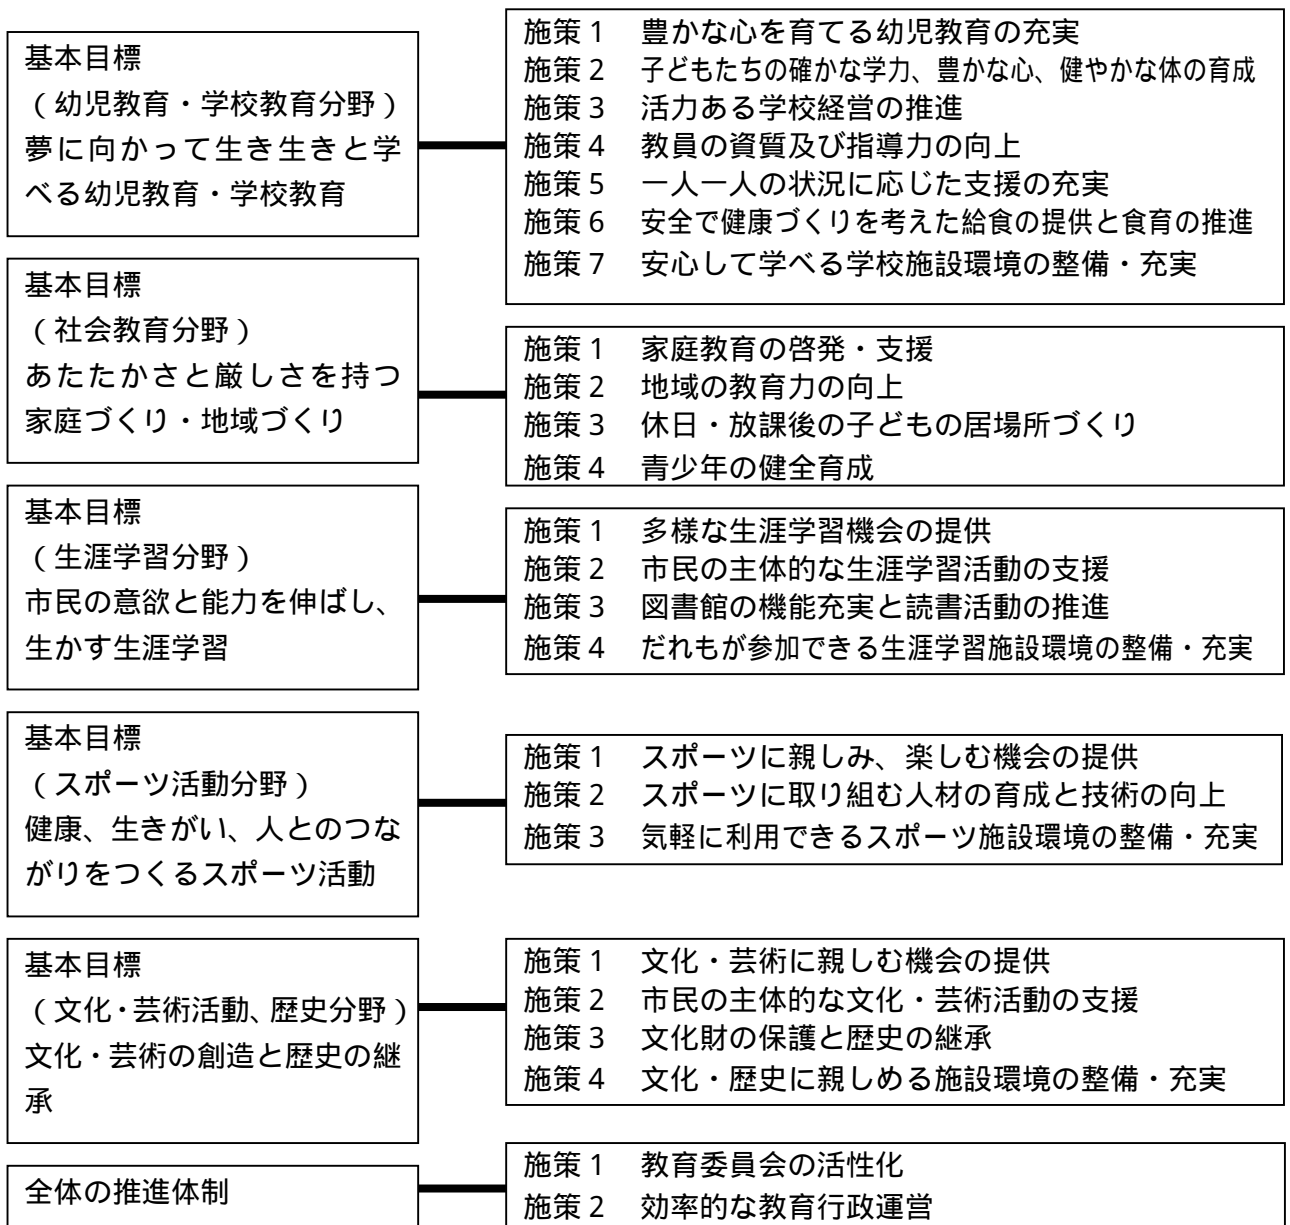 基本目標
(幼児教育・学校教育分野)
夢に向かって生き生きと学
べる幼児教育・学校教育
施策1 豊かな心を育てる幼児教育の充実
施策2 子どもたちの確かな学力、豊かな心、健やかな体の育成
施策3 活力ある学校経営の推進
施策4 教員の資質及び指導力の向上
施策5 一人一人の状況に応じた支援の充実
施策6 安全で健康づくりを考えた給食の提供と食育の推進
施策7 安心して学べる学校施設環境の整備・充実
基本目標
(社会教育分野)
あたたかさと厳しさを持つ
家庭づくり・地域づくり
施策1 家庭教育の啓発・支援
施策2 地域の教育力の向上
施策3 休日・放課後の子どもの居場所づくり
施策4 青少年の健全育成
基本目標
(生涯学習分野)
市民の意欲と能力を伸ばし、
生かす生涯学習
施策1 多様な生涯学習機会の提供
施策2 市民の主体的な生涯学習活動の支援
施策3 図書館の機能充実と読書活動の推進
施策4 だれもが参加できる生涯学習施設環境の整備・充実
基本目標
(スポーツ活動分野)
健康、生きがい、人とのつな
がりをつくるスポーツ活動
施策1 スポーツに親しみ、楽しむ機会の提供
施策2 スポーツに取り組む人材の育成と技術の向上
施策3 気軽に利用できるスポーツ施設環境の整備・充実
基本目標
(文化・芸術活動、歴史分野)
文化・芸術の創造と歴史の継
承
施策1 文化・芸術に親しむ機会の提供
施策2 市民の主体的な文化・芸術活動の支援
施策3 文化財の保護と歴史の継承
施策4 文化・歴史に親しめる施設環境の整備・充実
全体の推進体制
施策1 教育委員会の活性化
施策2 効率的な教育行政運営